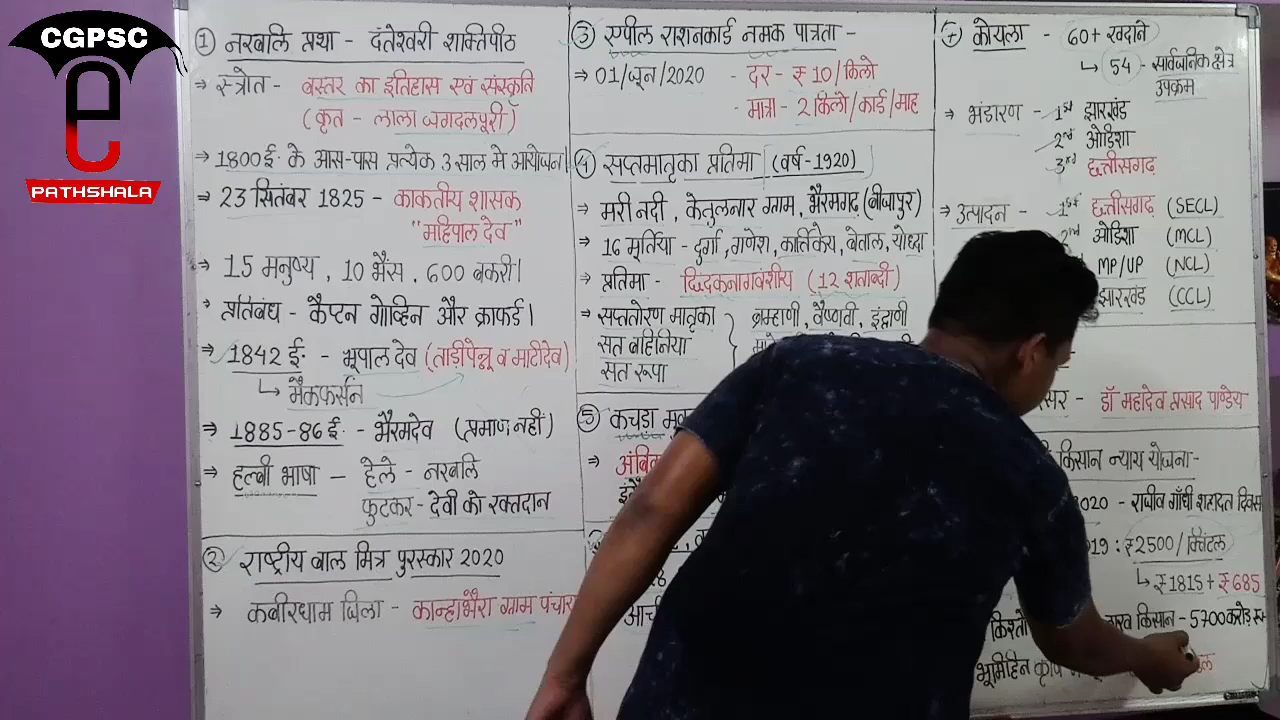 CGPSC
e
PATHSHALA
① नरबलि प्रथा - दंतेश्वरी शाक्तिपीठ
→ स्त्रोत - बस्तर का इतिहास एवं संस्कृति
(कृत - लाला जगदलपूरी)
→ 1800ई. के आस-पास प्रत्येक 3 साल मे आयोजन।
→ 23 सितंबर 1825 - काकतीय शासक
"महिपाल देव"
→ 15 मनुष्य, 10 भैंस, 600 बकरी।
→ प्रतिबंध - कैप्टन गोव्हिन और क्राफर्ड।
→ 1842 ई. - भूपाल देव (ताड़ीपेन्नू व माटीदेव)
↳ मैकफर्सन
→ 1885-86 ई. - भैरमदेव (प्रमाण नहीं)
→ हल्बी भाषा - हेले - नरबलि
फुटकर - देवी को रक्तदान
② राष्ट्रीय बाल मित्र पुरस्कार 2020
→ कबीरधाम जिला - कान्हाभैरा ग्राम
③ एपील राशनकार्ड नमक पात्रता -
→ 01/जून/2020 - दर - ₹ 10/किलो
- मात्रा - 2 किलो/कार्ड/माह
④ सप्तमातृका प्रतिमा (वर्ष-1920)
→ मरी नदी, केतुलनार ग्राम, भैरमगढ़ (बीजापुर)
→ 16 मूर्तिया - दुर्गा, गणेश, कार्तिकेय, बेताल, योध्दा
→ प्रतिमा - छिंदकनागवंशीय (12 शताब्दी)
→ सप्ततोरण मातृका } ब्राम्हाणी, वैष्णवी, इंद्राणी
सत बहिनिया
सत रूपा
⑤ कचडा
→
⑦ कोयला - 60+ खदाने
↳ 54 - सार्वजनिक क्षेत्र
उपक्रम
→ भंडारण - 1st झारखंड
2nd ओडिशा
3rd छत्तीसगढ़
→ उत्पादन - 1st छत्तीसगढ़ (SECL)
2nd ओडिशा (MCL)
MP/UP (NCL)
झारखंड (CCL)
- डॉ महादेव प्रसाद पाण्डेय
किसान न्याय योजना-
2020 - राजीव गाँधी शहादत दिवस
19 : ₹2500/क्विंटल
↳ ₹1815 + ₹685
किश्तो किसान - 5700 करोड़ रू.
भूमिहिन